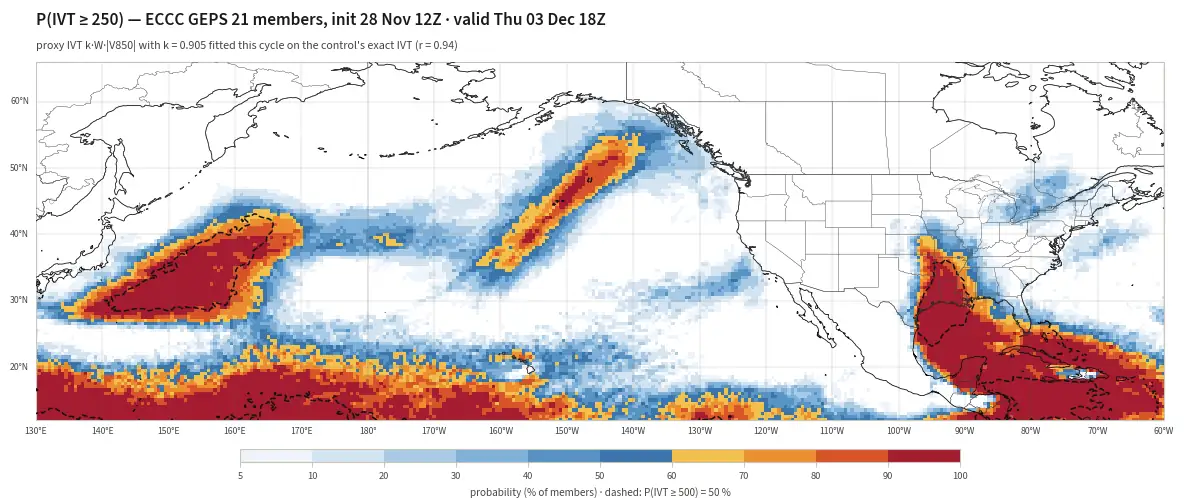 P(IVT ≥ 250) — ECCC GEPS 21 members, init 28 Nov 12Z · valid Thu 03 Dec 18Z
proxy IVT k·W·|V850| with k = 0.905 fitted this cycle on the control's exact IVT (r = 0.94)
60°N
50°N
40°N
30°N
20°N
130°E 140°E 150°E 160°E 170°E 180° 170°W 160°W 150°W 140°W 130°W 120°W 110°W 100°W 90°W 80°W 70°W 60°W
5 10 20 30 40 50 60 70 80 90 100
probability (% of members) · dashed: P(IVT ≥ 500) = 50 %